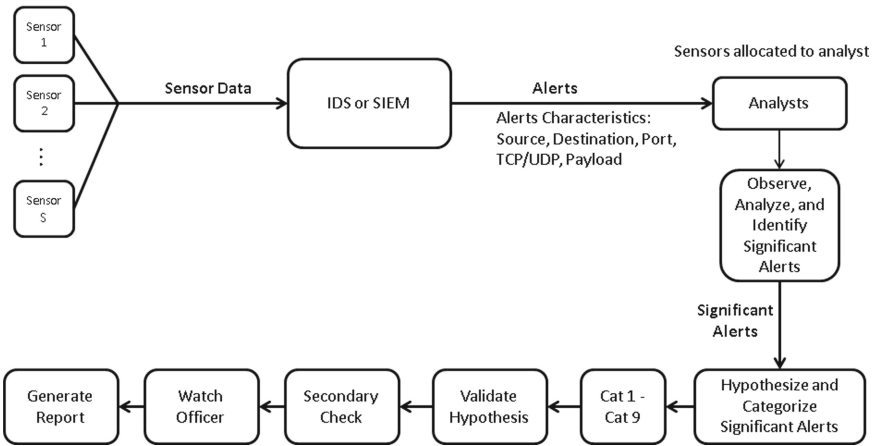 Sensor
1
Sensor
2
⋮
Sensor
S
Sensor Data
IDS or SIEM
Alerts
Alerts Characteristics:
Source, Destination, Port,
TCP/UDP, Payload
Sensors allocated to analyst
Analysts
Observe,
Analyze, and
Identify
Significant
Alerts
Significant
Alerts
Hypothesize and
Categorize
Significant Alerts
Cat 1 -
Cat 9
Validate
Hypothesis
Secondary
Check
Watch
Officer
Generate
Report